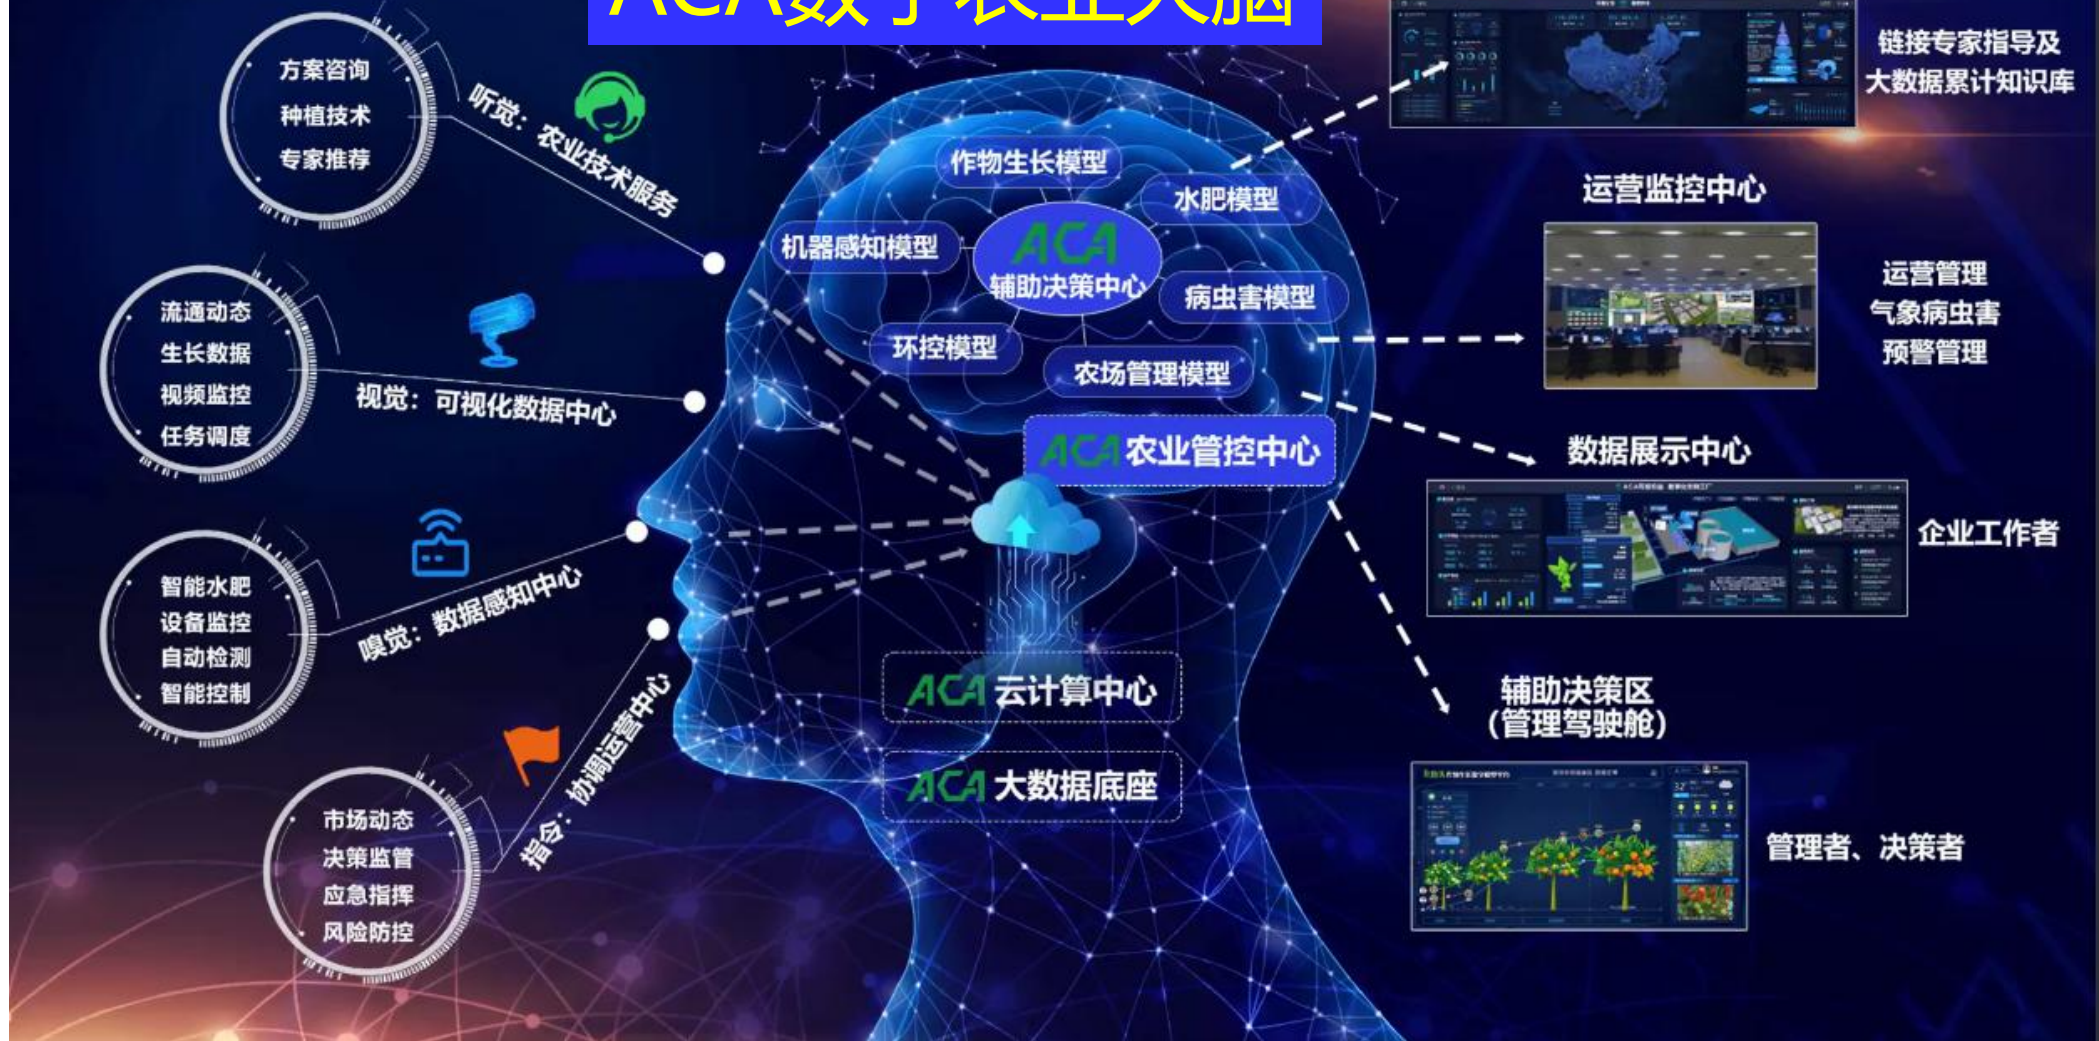 ACA数字农业大脑
方案咨询
种植技术
专家推荐
听觉：农业技术服务
流通动态
生长数据
视频监控
任务调度
视觉：可视化数据中心
智能水肥
设备监控
自动检测
智能控制
嗅觉：数据感知中心
市场动态
决策监管
应急指挥
风险防控
指令：协调运营中心
作物生长模型
水肥模型
机器感知模型
ACA
辅助决策中心
病虫害模型
环控模型
农场管理模型
ACA农业管控中心
ACA云计算中心
ACA大数据底座
链接专家指导及
大数据累计知识库
运营监控中心
运营管理
气象病虫害
预警管理
数据展示中心
企业工作者
辅助决策区
（管理驾驶舱）
管理者、决策者